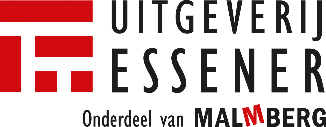 UITGEVERIJ
ESSENER
Onderdeel van MALMBERG